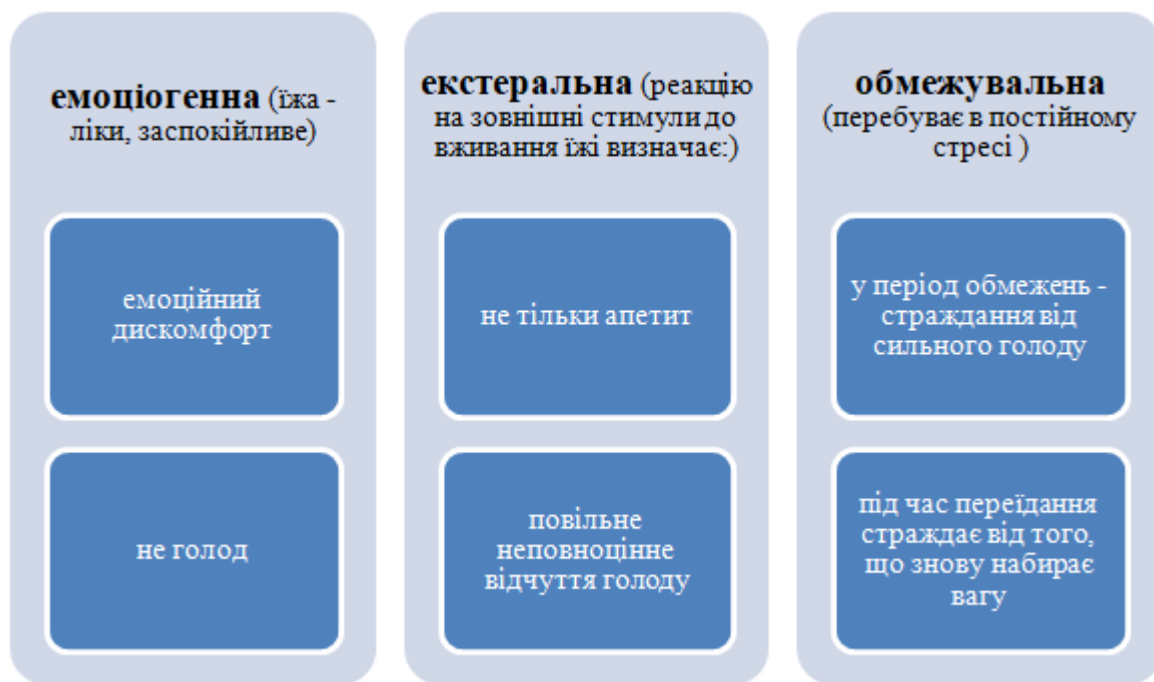 емоціогенна (їжа -
ліки, заспокійливе)
емоційний
дискомфорт
не голод
екстеральна (реакцію
на зовнішні стимули до
вживання їжі визначає:)
не тільки апетит
повільне
неповноцінне
відчуття голоду
обмежувальна
(перебуває в постійному
стресі )
у період обмежень -
страждання від
сильного голоду
під час переїдання
страждає від того,
що знову набирає
вагу